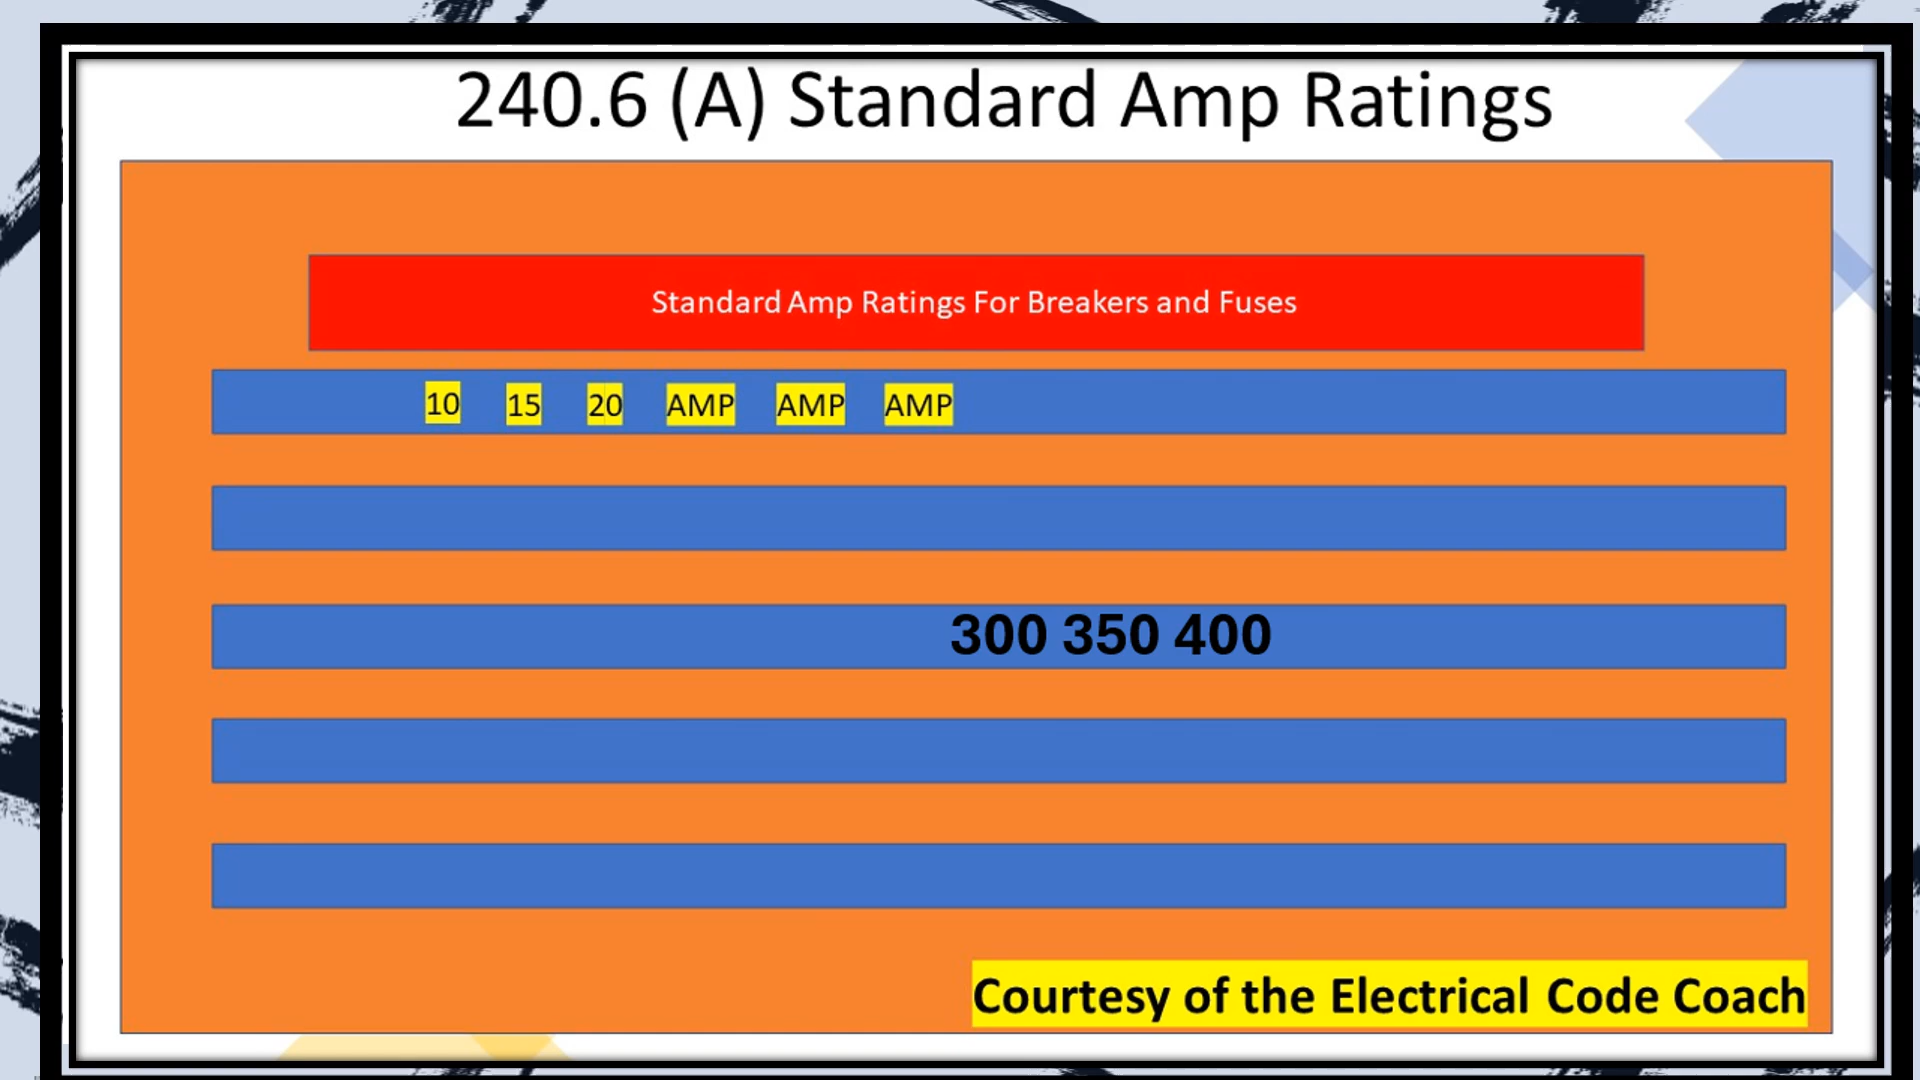 240.6 (A) Standard Amp Ratings
Standard Amp Ratings For Breakers and Fuses
10 15 20 AMP AMP AMP
300 350 400
Courtesy of the Electrical Code Coach